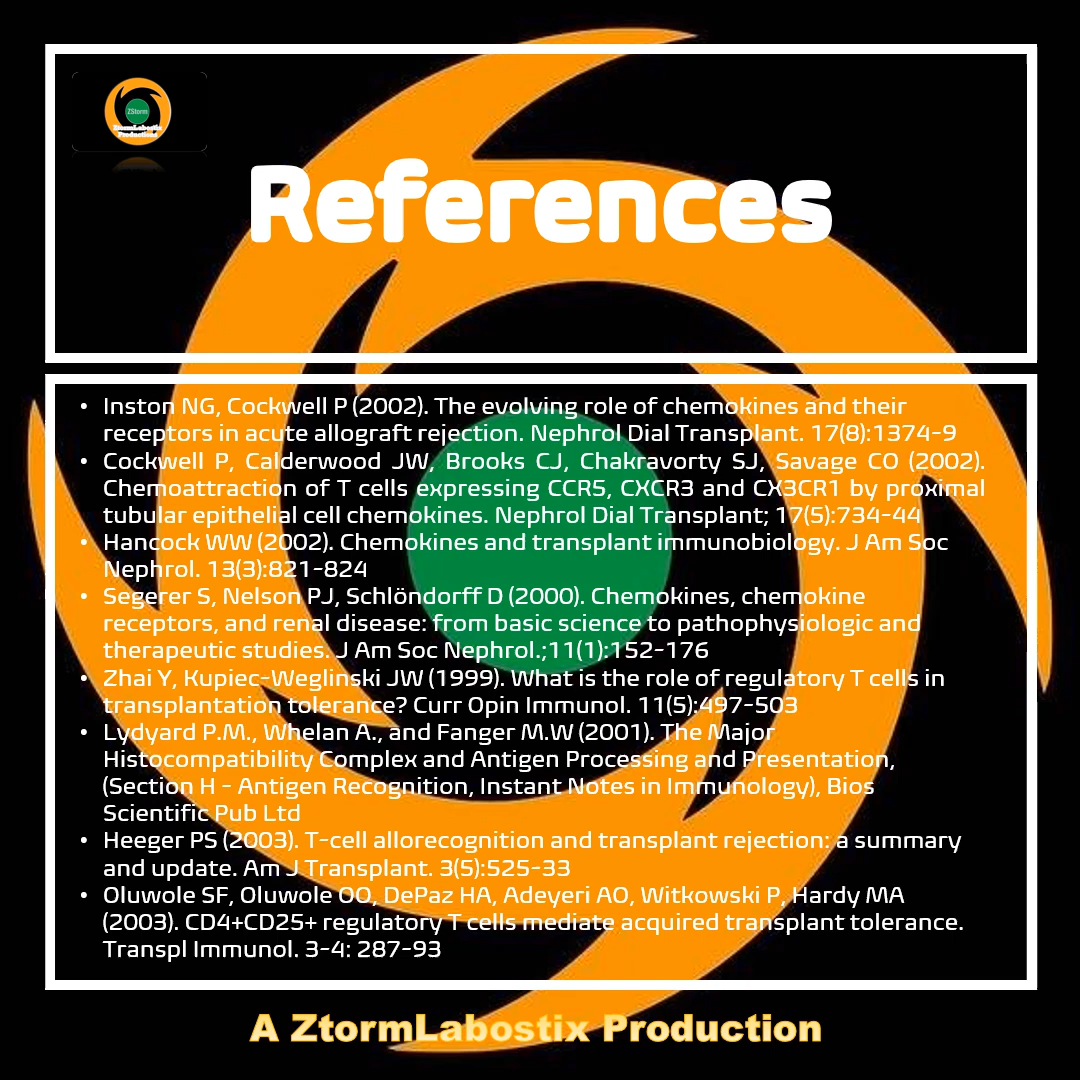 ZStorm
ZtormLabostix
Productions
References
• Inston NG, Cockwell P (2002). The evolving role of chemokines and their
receptors in acute allograft rejection. Nephrol Dial Transplant. 17(8):1374-9
• Cockwell P, Calderwood JW, Brooks CJ, Chakravorty SJ, Savage CO (2002).
Chemoattraction of T cells expressing CCR5, CXCR3 and CX3CR1 by proximal
tubular epithelial cell chemokines. Nephrol Dial Transplant; 17(5):734-44
• Hancock WW (2002). Chemokines and transplant immunobiology. J Am Soc
Nephrol. 13(3):821-824
• Segerer S, Nelson PJ, Schlöndorff D (2000). Chemokines, chemokine
receptors, and renal disease: from basic science to pathophysiologic and
therapeutic studies. J Am Soc Nephrol.;11(1):152-176
• Zhai Y, Kupiec-Weglinski JW (1999). What is the role of regulatory T cells in
transplantation tolerance? Curr Opin Immunol. 11(5):497-503
• Lydyard P.M., Whelan A., and Fanger M.W (2001). The Major
Histocompatibility Complex and Antigen Processing and Presentation,
(Section H - Antigen Recognition, Instant Notes in Immunology), Bios
Scientific Pub Ltd
• Heeger PS (2003). T-cell allorecognition and transplant rejection: a summary
and update. Am J Transplant. 3(5):525-33
• Oluwole SF, Oluwole OO, DePaz HA, Adeyeri AO, Witkowski P, Hardy MA
(2003). CD4+CD25+ regulatory T cells mediate acquired transplant tolerance.
Transpl Immunol. 3-4: 287-93
A ZtormLabostix Production